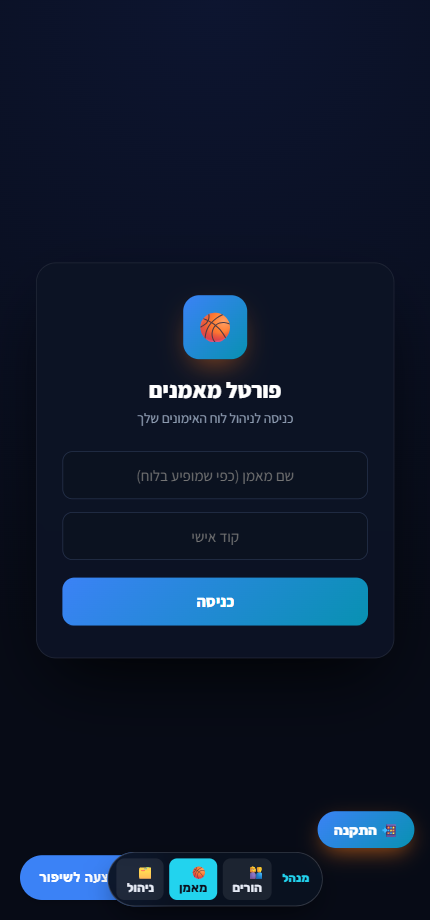 פורטל מאמנים
כניסה לניהול לוח האימונים שלך
שם מאמן (כפי שמופיע בלוח)
קוד אישי
כניסה
התקנה
מנהל
הורים
מאמן
ניהול
לשיפור